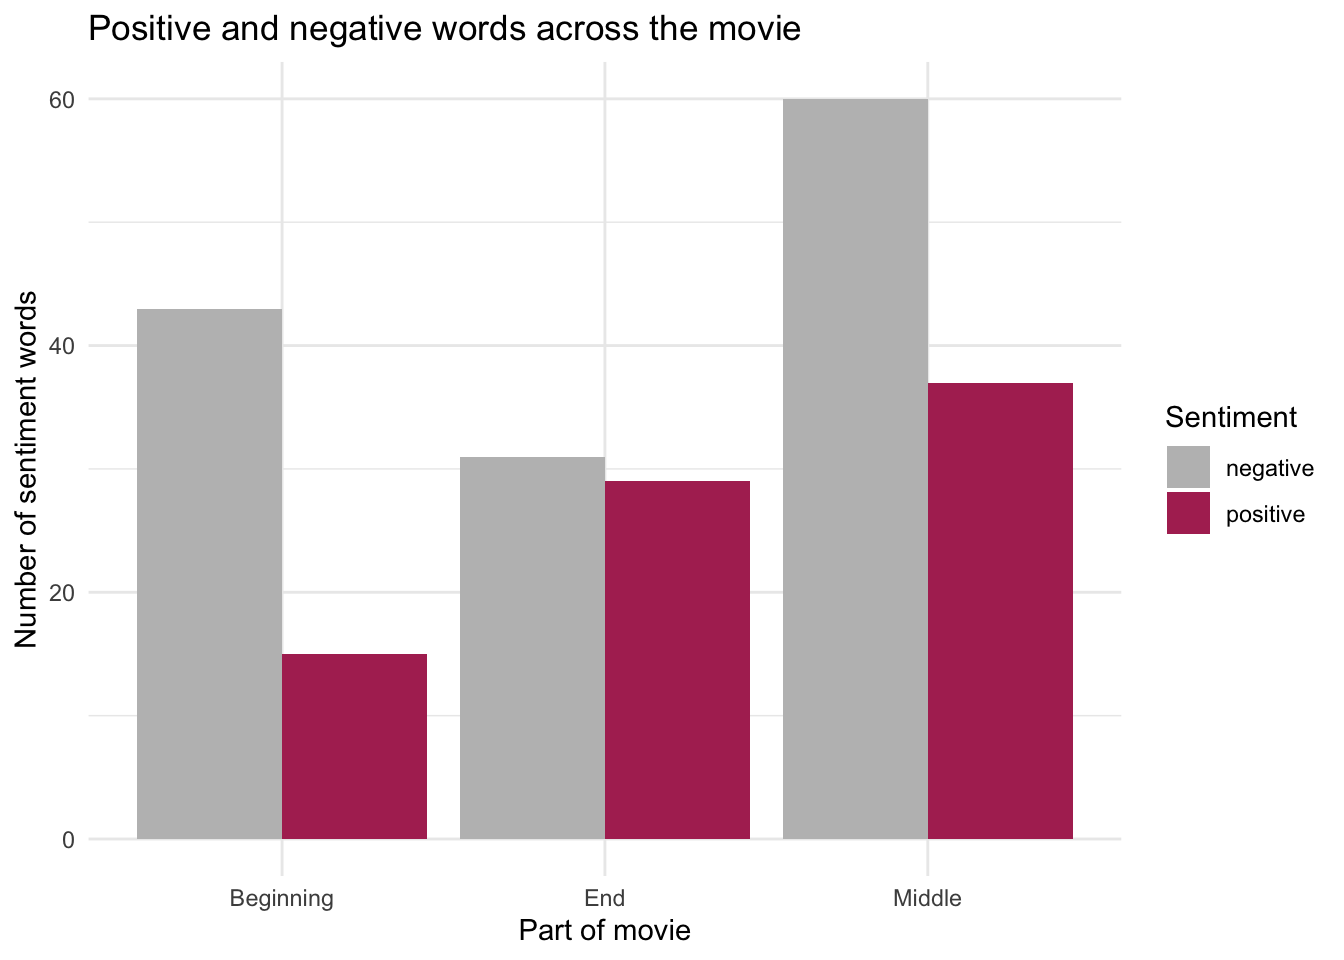 Positive and negative words across the movie
Number of sentiment words
60
40
20
0
Beginning
End
Middle
Part of movie
Sentiment
negative
positive